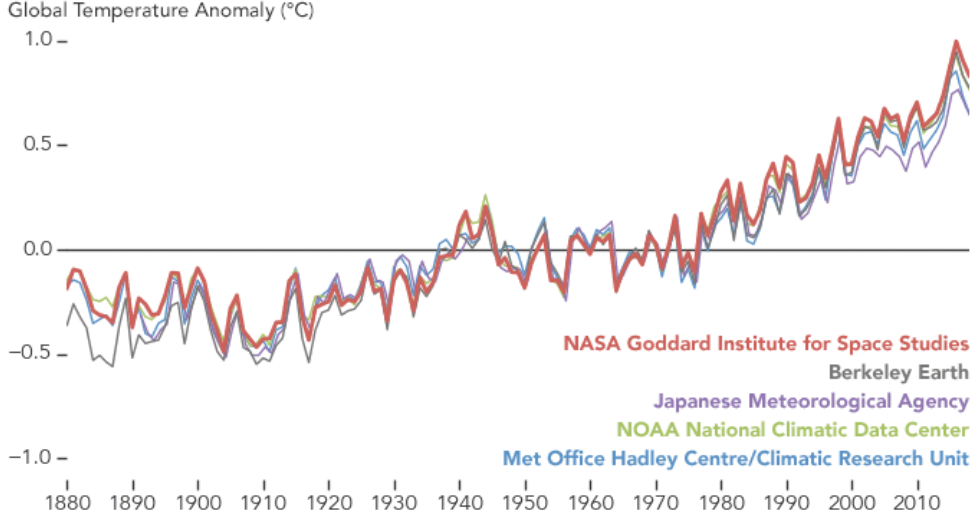 Global Temperature Anomaly (°C)
1.0
0.5
0.0
−0.5
NASA Goddard Institute for Space Studies
Berkeley Earth
Japanese Meteorological Agency
NOAA National Climatic Data Center
−1.0 Met Office Hadley Centre/Climatic Research Unit
1880 1890 1900 1910 1920 1930 1940 1950 1960 1970 1980 1990 2000 2010